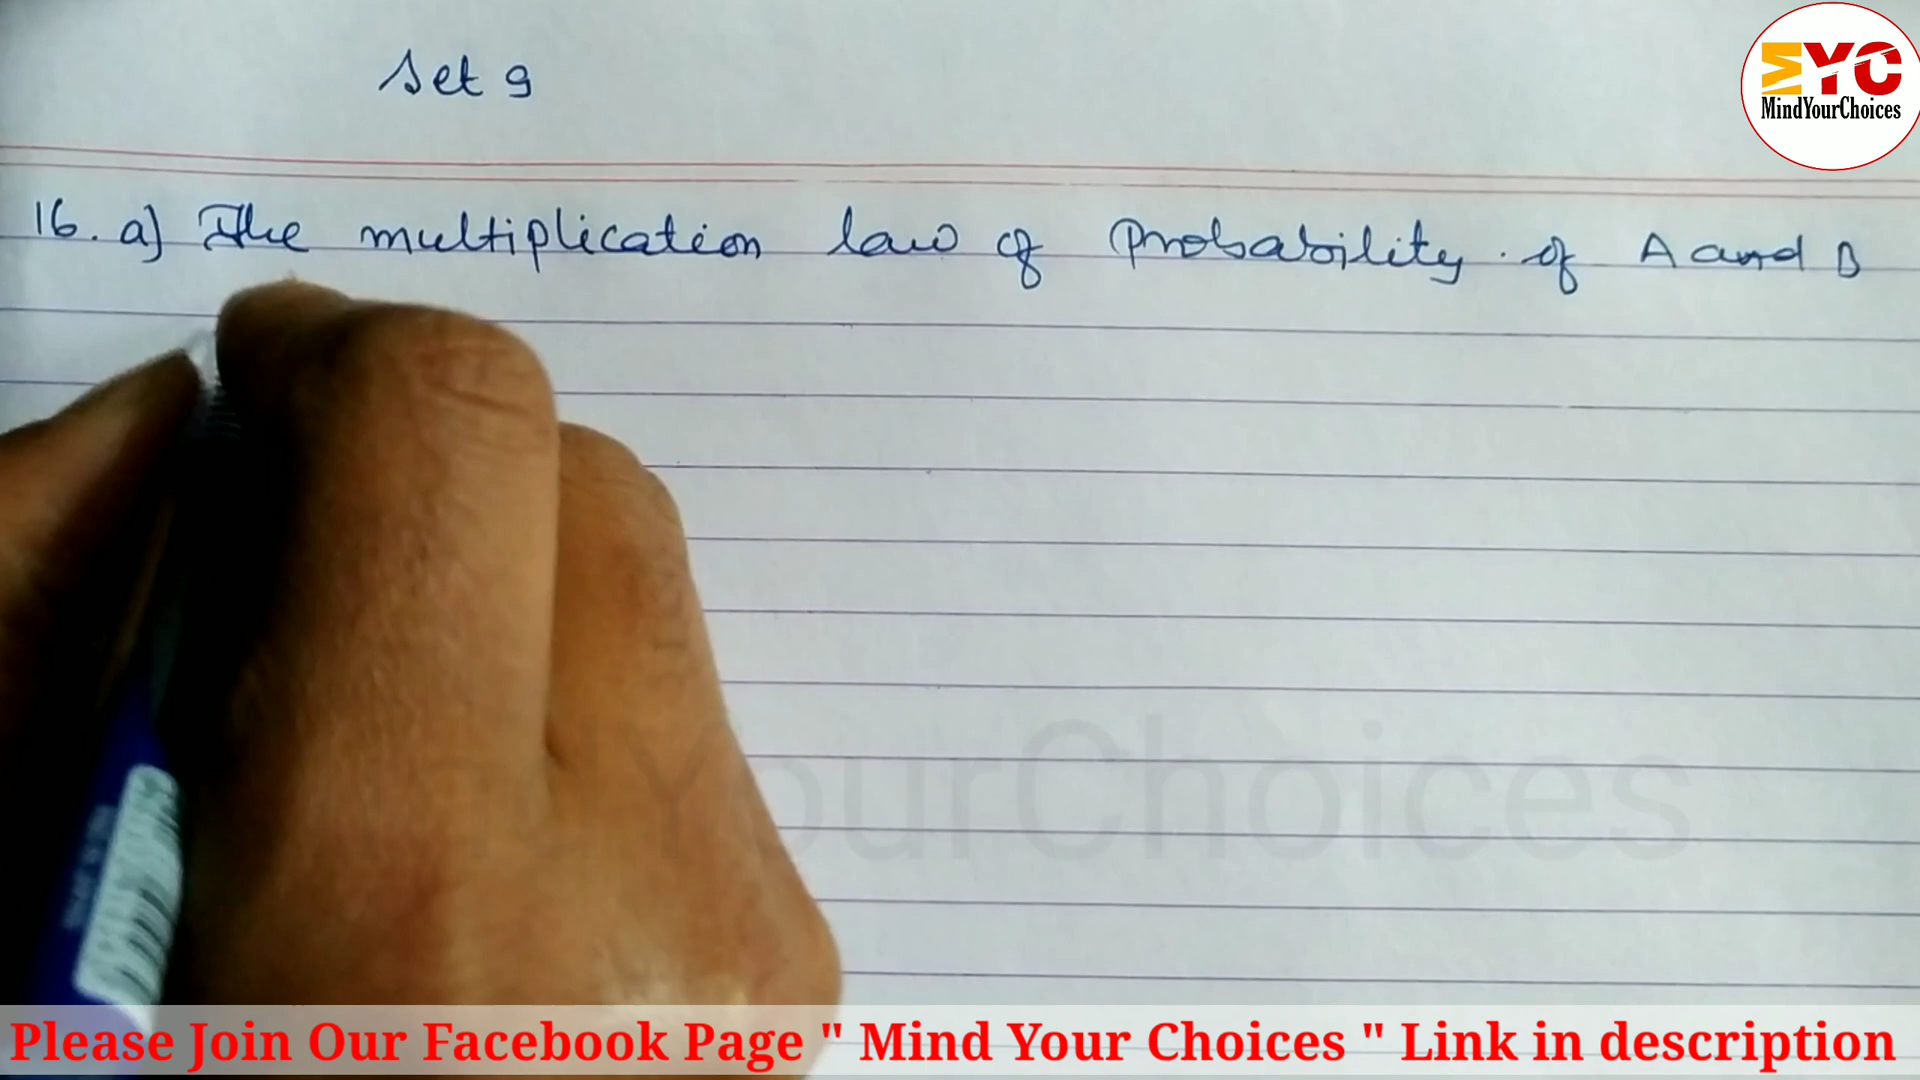 Set 9
MYC
MindYourChoices
16. a) The multiplication law of probability of A and B
YourChoices
Please Join Our Facebook Page " Mind Your Choices " Link in description